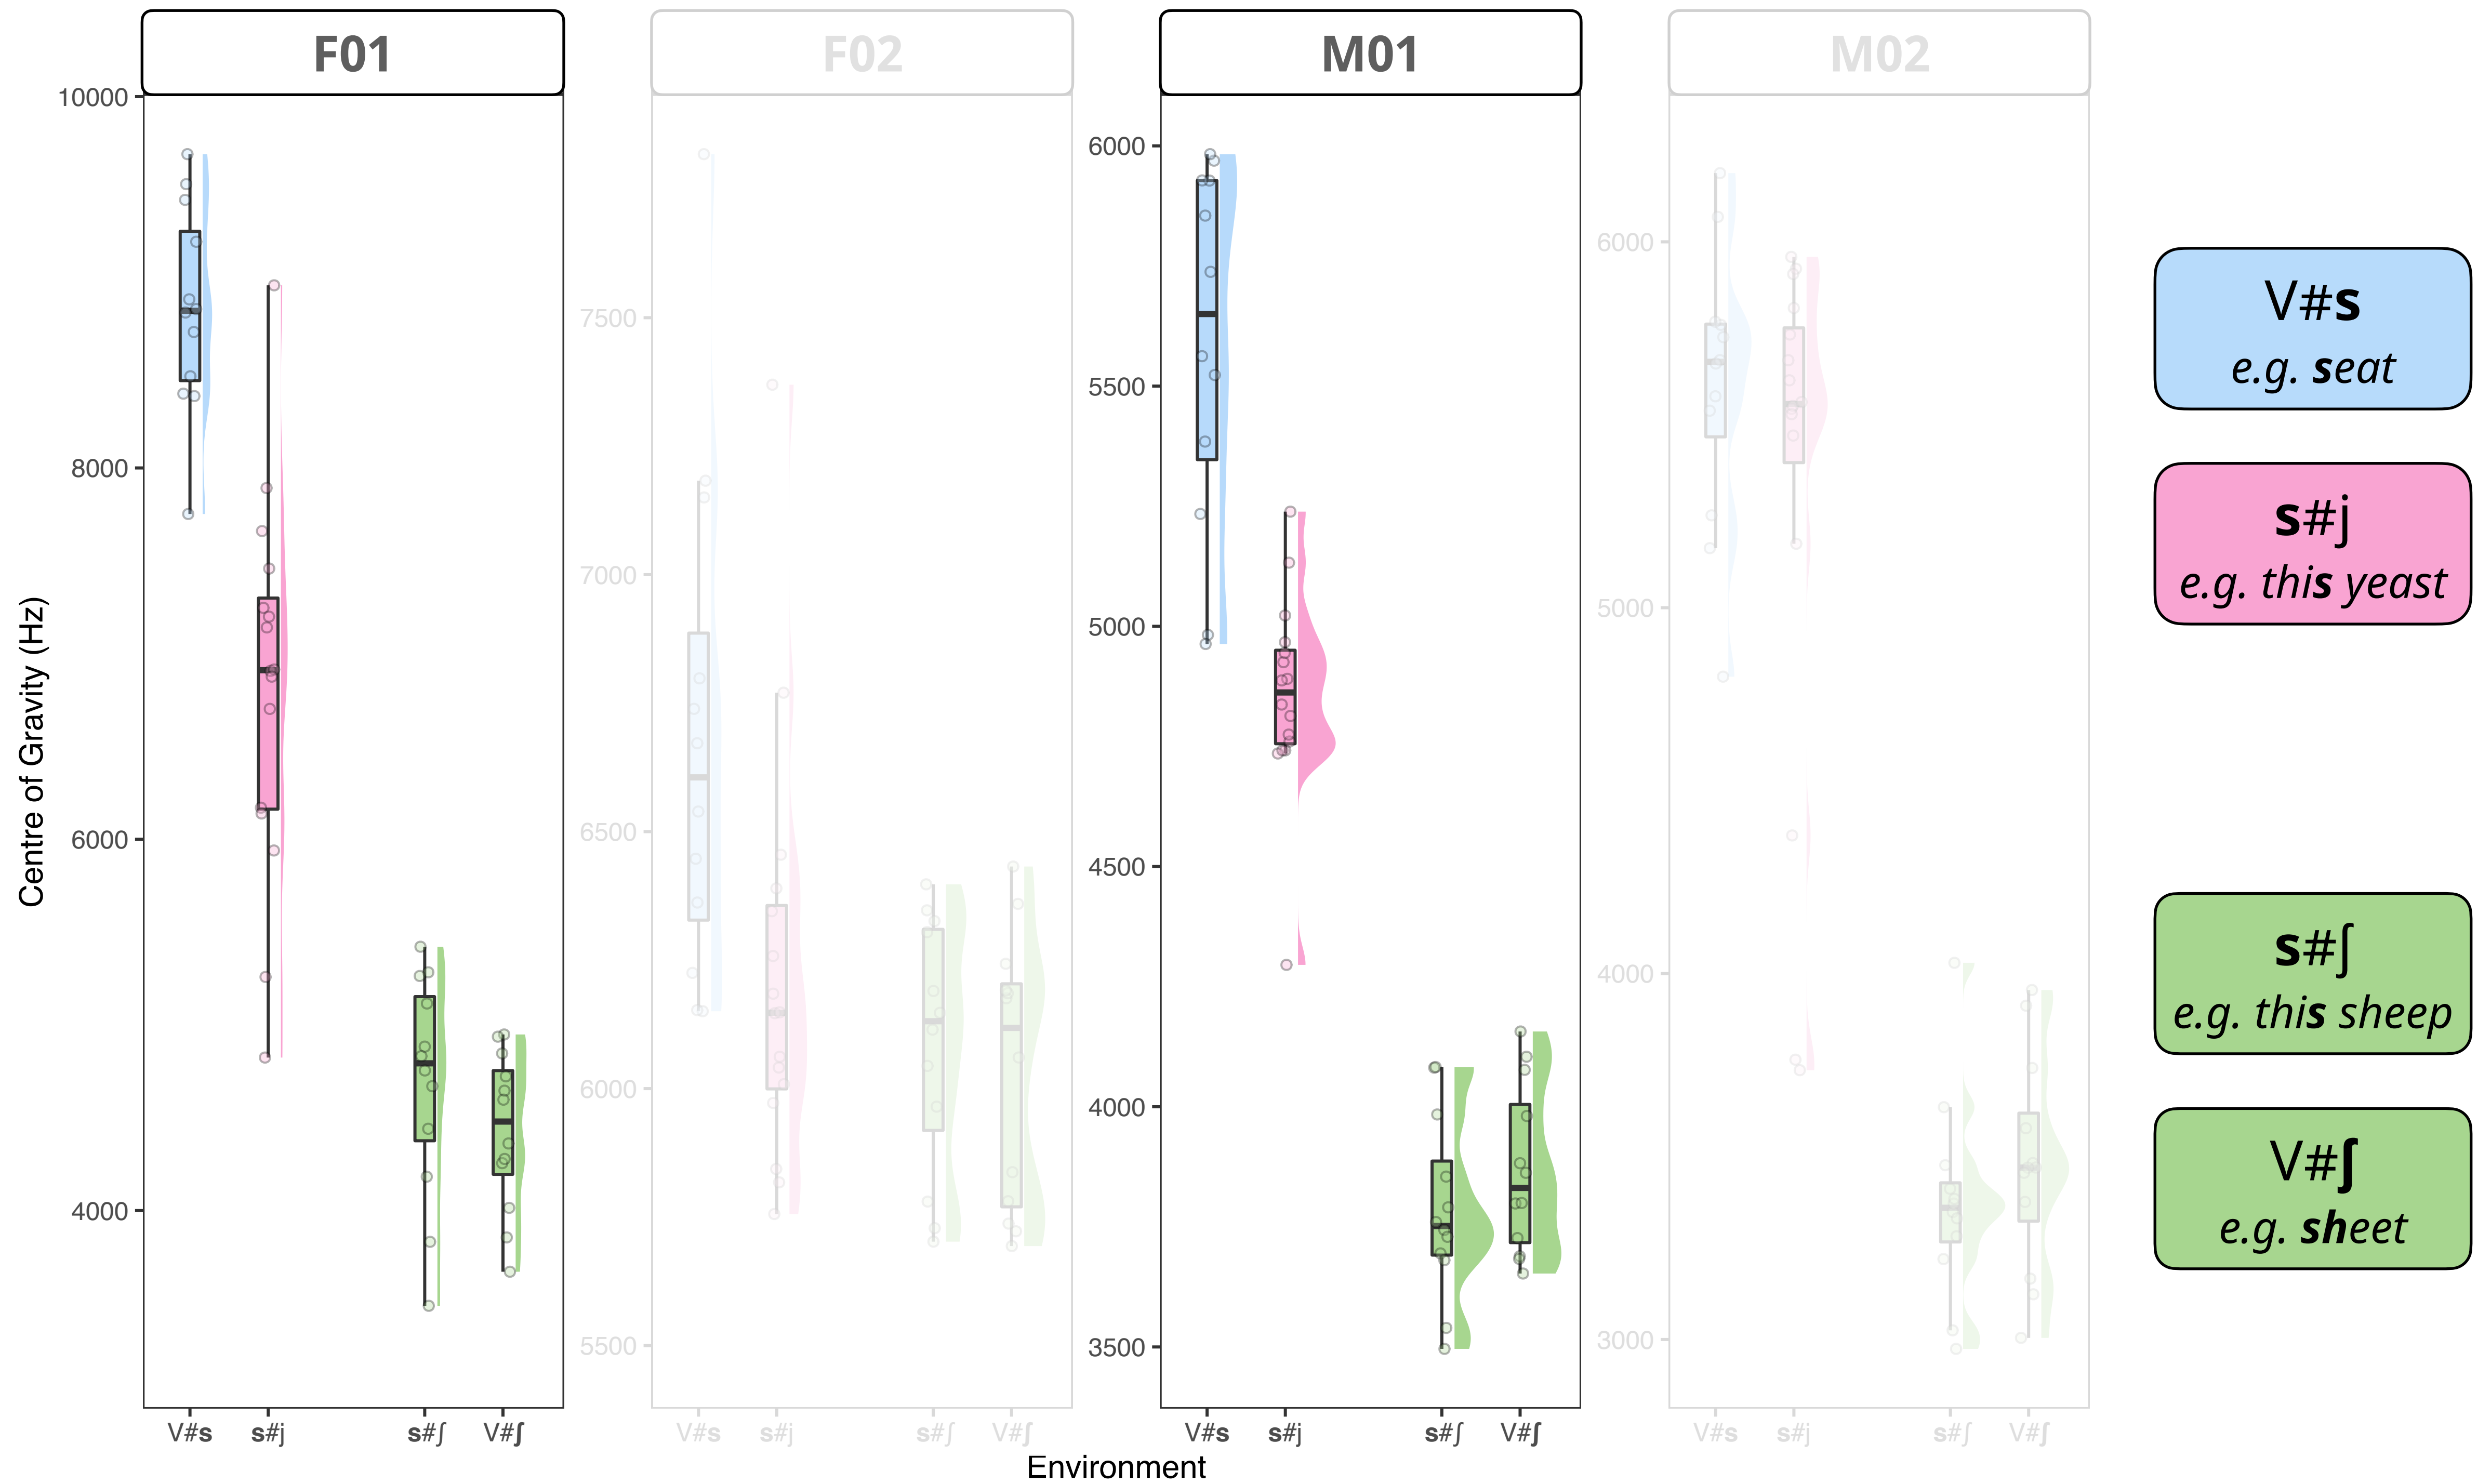 F01
F02
M01
M02
10000
8000
6000
4000
7500
7000
6500
6000
5500
6000
5500
5000
4500
4000
3500
6000
5000
4000
3000
Centre of Gravity (Hz)
V#s s#j s#ʃ V#ʃ
V#s s#j s#ʃ V#ʃ
V#s s#j s#ʃ V#ʃ
V#s s#j s#ʃ V#ʃ
Environment
V#s
e.g. seat
s#j
e.g. this yeast
s#ʃ
e.g. this sheep
V#ʃ
e.g. sheet